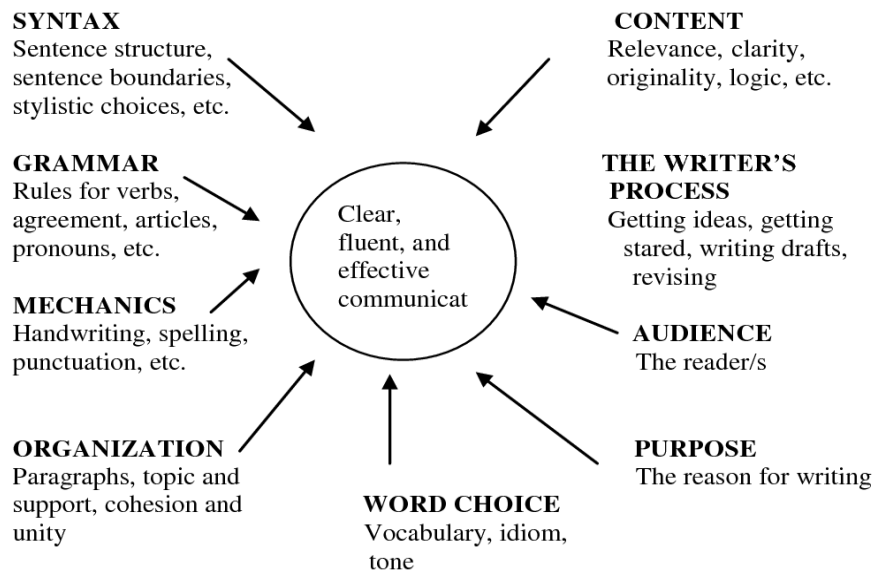 SYNTAX
Sentence structure,
sentence boundaries,
stylistic choices, etc.
CONTENT
Relevance, clarity,
originality, logic, etc.
GRAMMAR
Rules for verbs,
agreement, articles,
pronouns, etc.
THE WRITER'S
PROCESS
Getting ideas, getting
stared, writing drafts,
revising
Clear,
fluent, and
effective
communicat
MECHANICS
Handwriting, spelling,
punctuation, etc.
AUDIENCE
The reader/s
ORGANIZATION
Paragraphs, topic and
support, cohesion and
unity
WORD CHOICE
Vocabulary, idiom,
tone
PURPOSE
The reason for writing